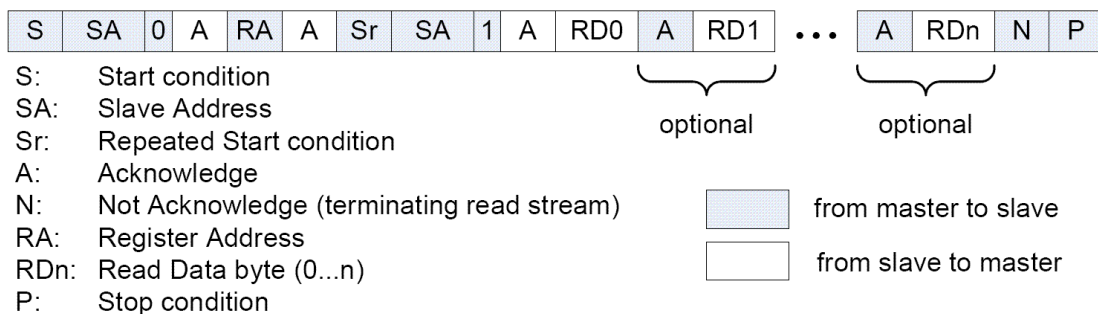 S SA 0 A RA A Sr SA 1 A RD0 A RD1 ••• A RDn N P
S: Start condition
SA: Slave Address
optional optional
Sr: Repeated Start condition
A: Acknowledge
N: Not Acknowledge (terminating read stream)
from master to slave
RA: Register Address
RDn: Read Data byte (0...n)
from slave to master
P: Stop condition